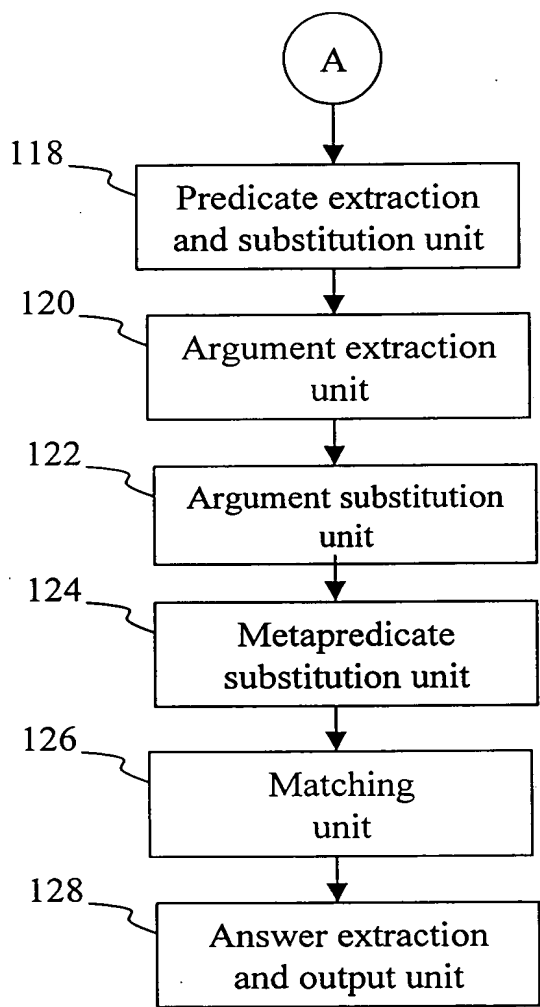 A
118
Predicate extraction
and substitution unit
120
Argument extraction
unit
122
Argument substitution
unit
124
Metapredicate
substitution unit
126
Matching
unit
128
Answer extraction
and output unit